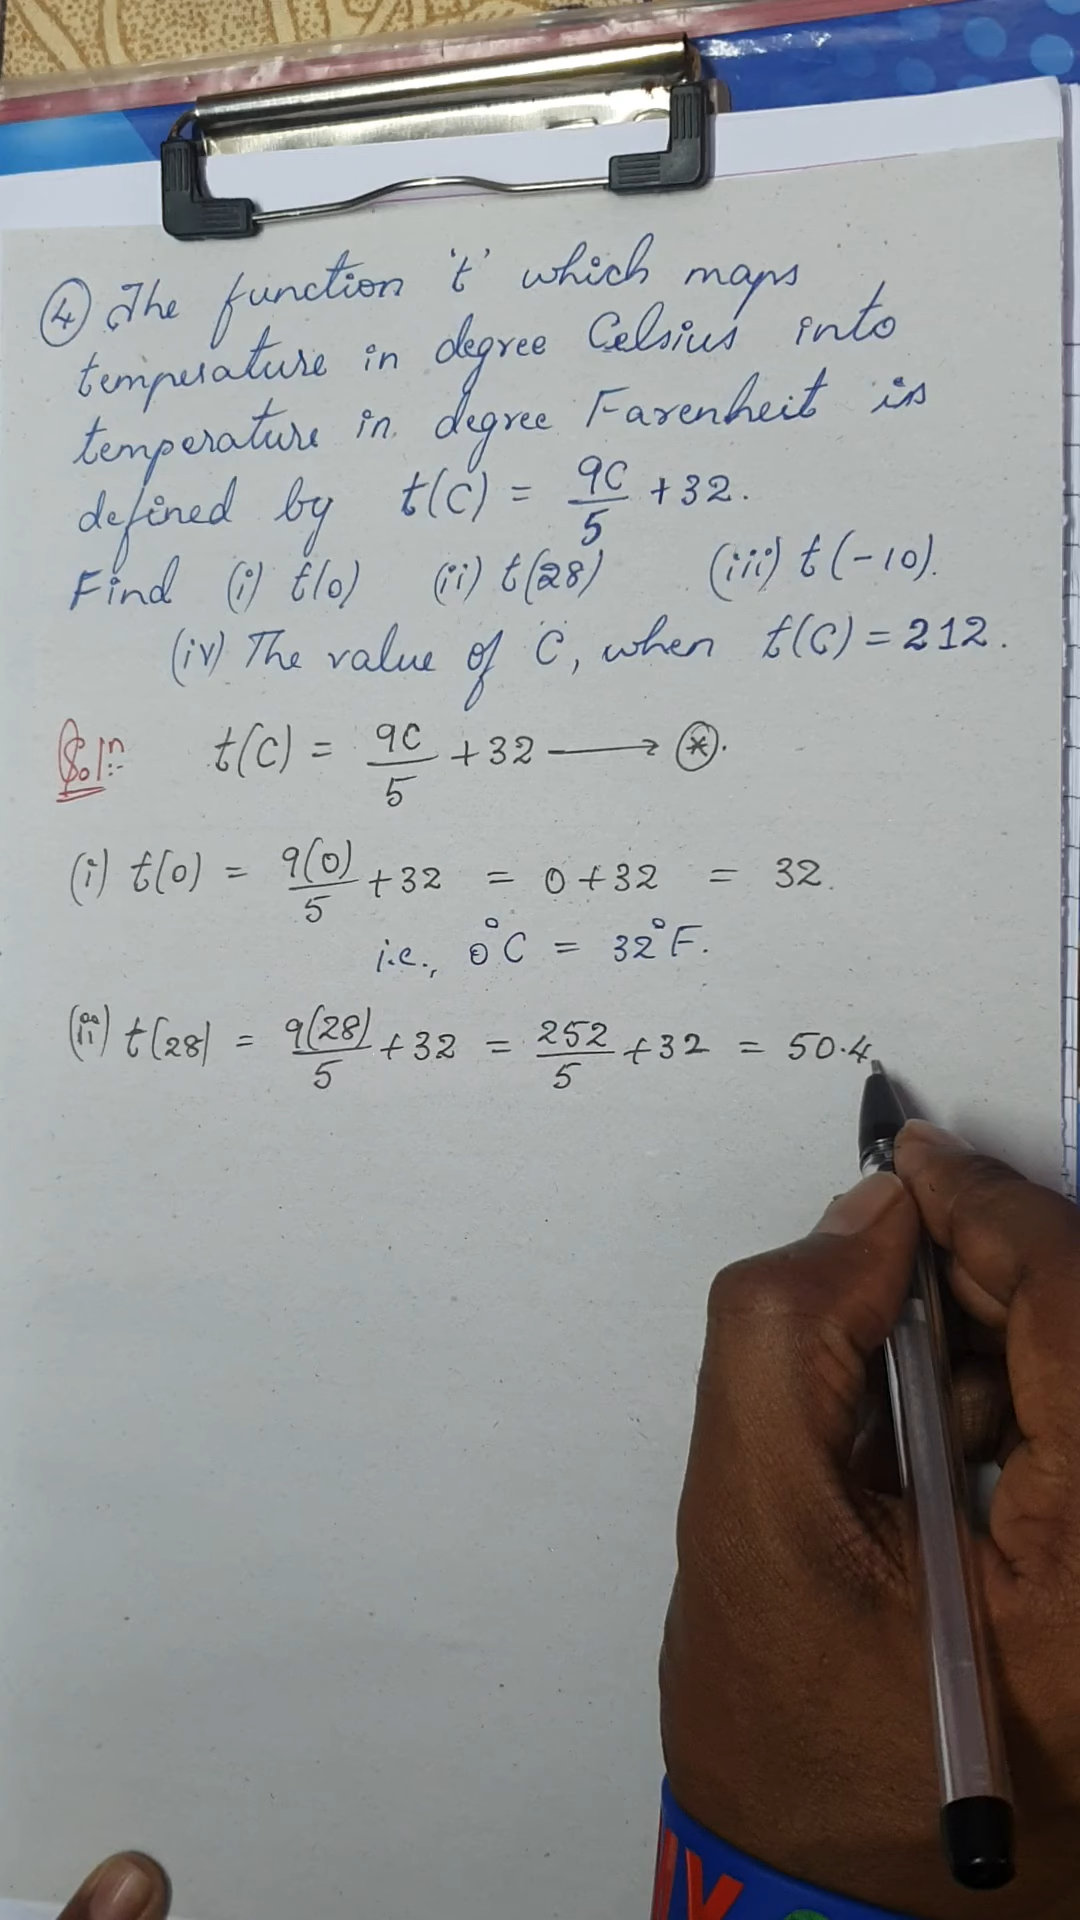 ④ The function 't' which maps
temperature in degree Celsius into
temperature in degree Farenheit is
defined by t(C) = 9C/5 + 32.
Find (i) t(0) (ii) t(28) (iii) t(-10).
(iv) The value of C, when t(C) = 212.
Soln:- t(C) = 9C/5 + 32 ⟶ ⊛.
(i) t(0) = 9(0)/5 + 32 = 0 + 32 = 32.
i.e., 0°C = 32°F.
(ii) t(28) = 9(28)/5 + 32 = 252/5 + 32 = 50.4